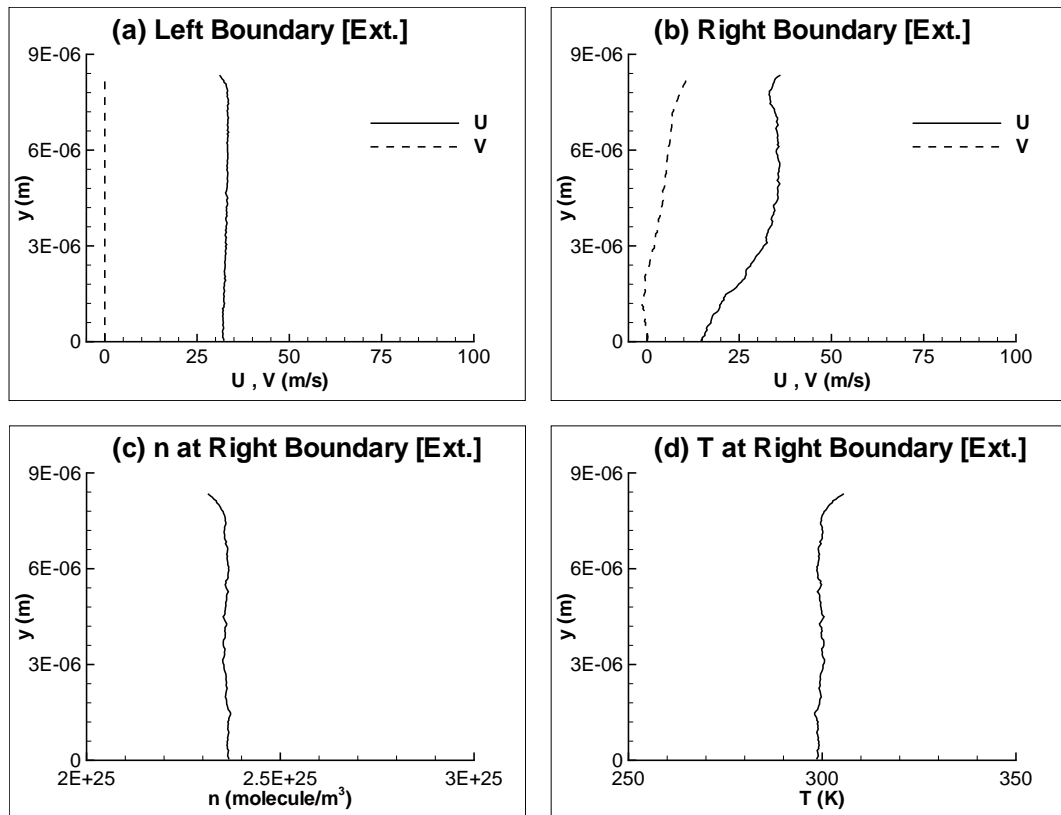 (a) Left Boundary [Ext.]
9E-06
6E-06
3E-06
0
y (m)
U
V
0 25 50 75 100
U , V (m/s)
(b) Right Boundary [Ext.]
9E-06
6E-06
3E-06
0
y (m)
U
V
0 25 50 75 100
U , V (m/s)
(c) n at Right Boundary [Ext.]
9E-06
6E-06
3E-06
0
y (m)
2E+25 2.5E+25 3E+25
n (molecule/m³)
(d) T at Right Boundary [Ext.]
9E-06
6E-06
3E-06
0
y (m)
250 300 350
T (K)